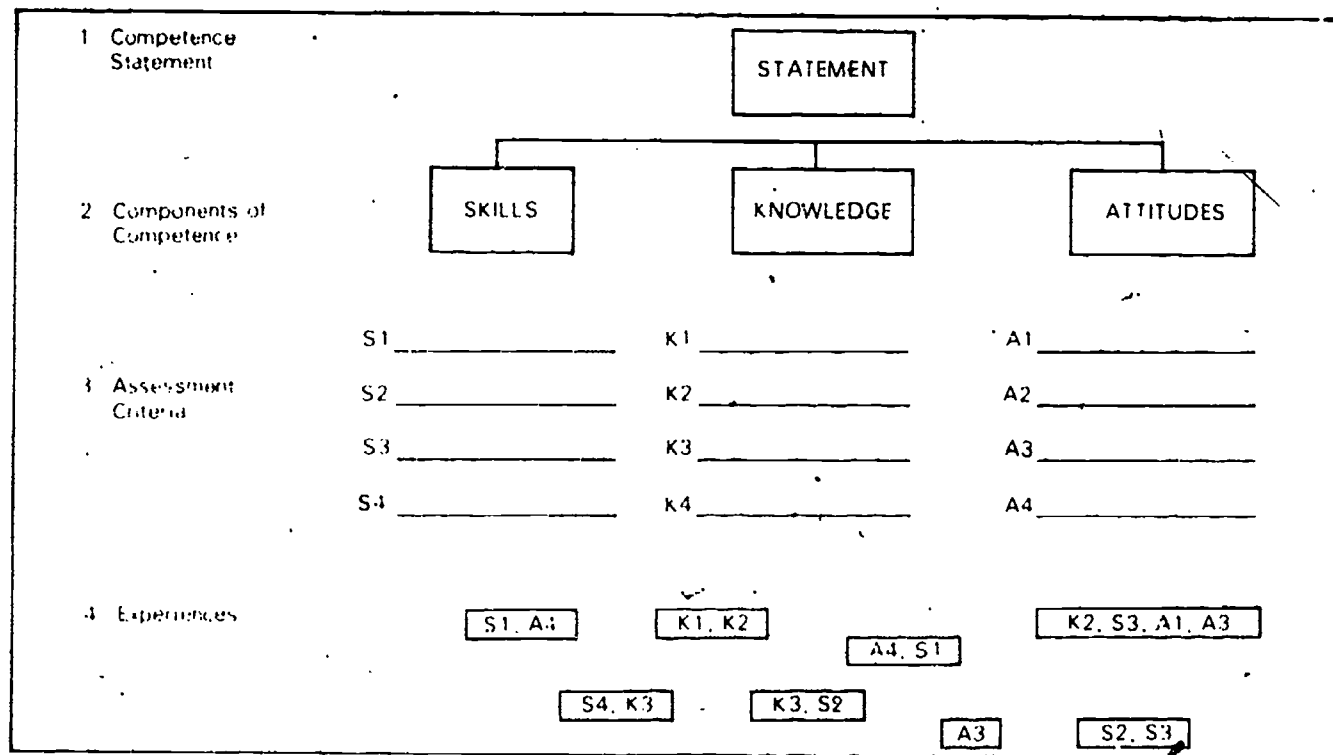 1 Competence
Statement
STATEMENT
2 Components of
Competence
SKILLS KNOWLEDGE ATTITUDES
3 Assessment
Criteria
S1 K1 A1
S2 K2 A2
S3 K3 A3
S4 K4 A4
4 Experiences
S1, A4 K1, K2 K2, S3, A1, A3
A4, S1
S4, K3 K3, S2
A3 S2, S3